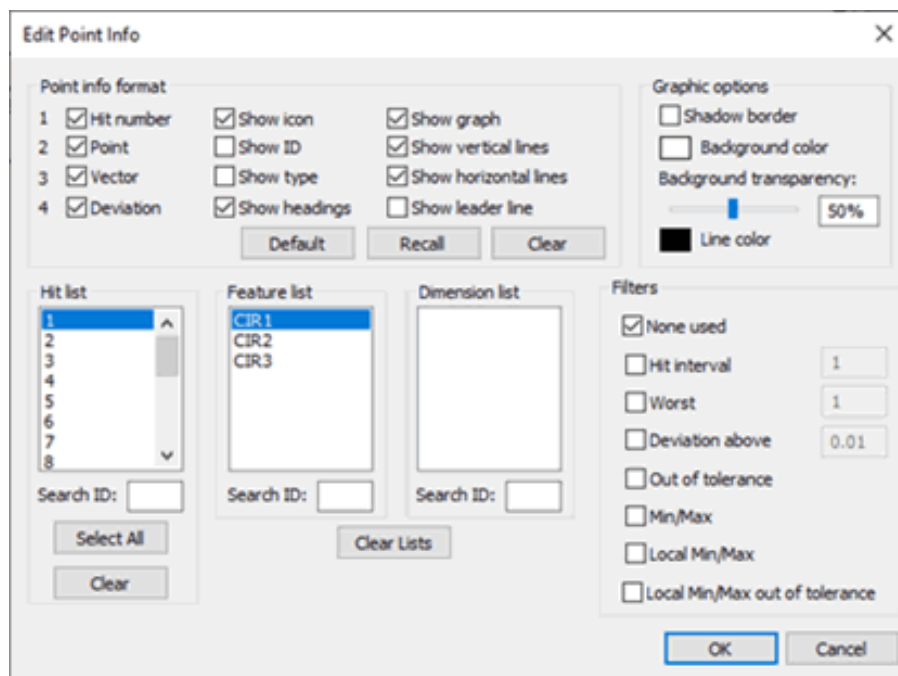 Edit Point Info
Point info format
1 Hit number Show icon Show graph
2 Point Show ID Show vertical lines
3 Vector Show type Show horizontal lines
4 Deviation Show headings Show leader line
Default Recall Clear
Graphic options
Shadow border
Background color
Background transparency:
50%
Line color
Hit list
1
2
3
4
5
6
7
8
Search ID:
Select All
Clear
Feature list
CIR1
CIR2
CIR3
Search ID:
Dimension list
Search ID:
Clear Lists
Filters
None used
Hit interval 1
Worst 1
Deviation above 0.01
Out of tolerance
Min/Max
Local Min/Max
Local Min/Max out of tolerance
OK Cancel